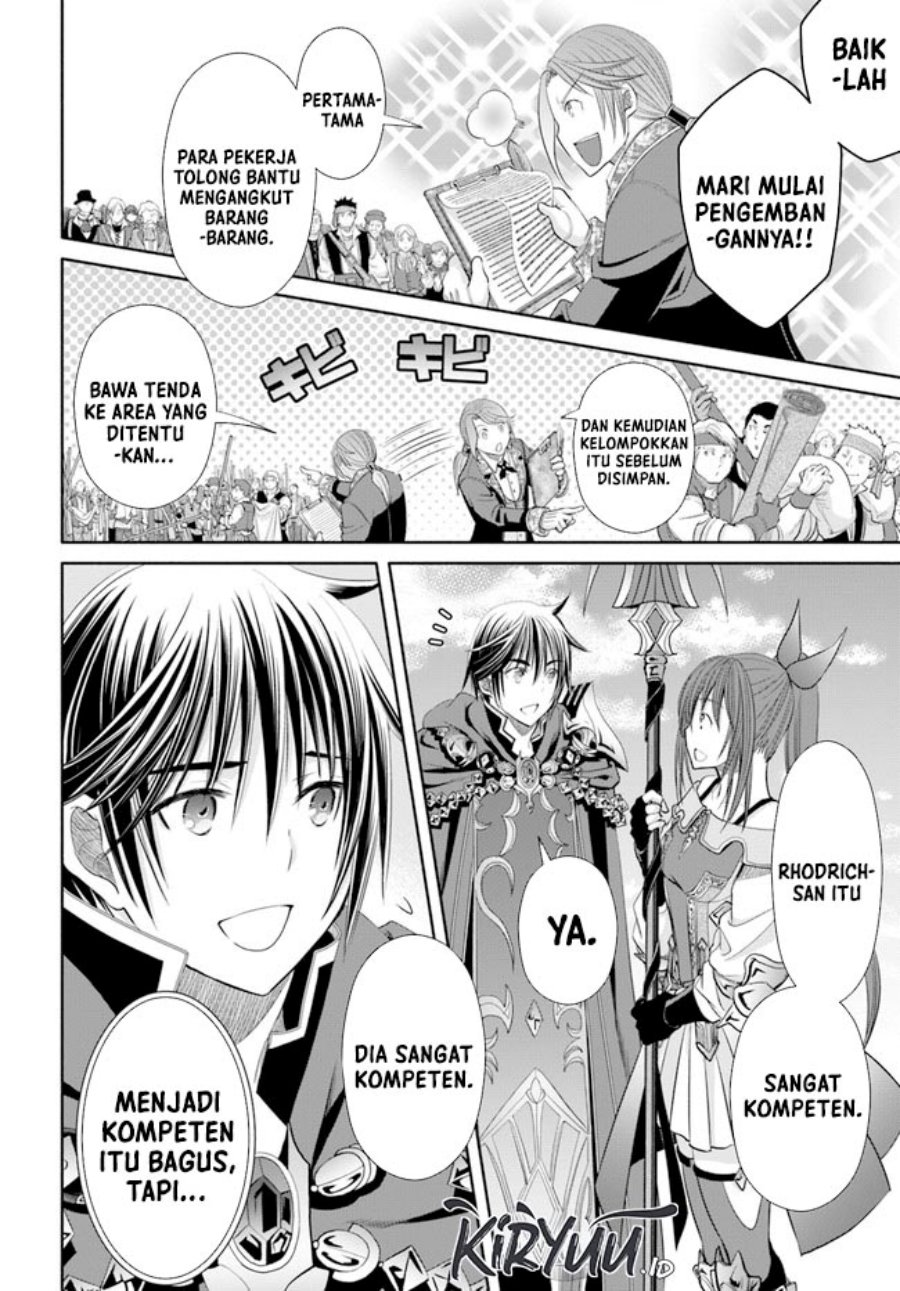 BAIK
-LAH
MARI MULAI
PENGEMBAN
-GANNYA!!
PERTAMA-
TAMA
PARA PEKERJA
TOLONG BANTU
MENGANGKUT
BARANG
-BARANG.
DAN KEMUDIAN
KELOMPOKKAN
ITU SEBELUM
DISIMPAN.
キビ
キビ
BAWA TENDA
KE AREA YANG
DITENTU
-KAN...
RHODRICH-
SAN ITU
SANGAT
KOMPETEN.
YA.
DIA SANGAT
KOMPETEN.
MENJADI
KOMPETEN
ITU BAGUS,
TAPI...
KIRYUU.ID